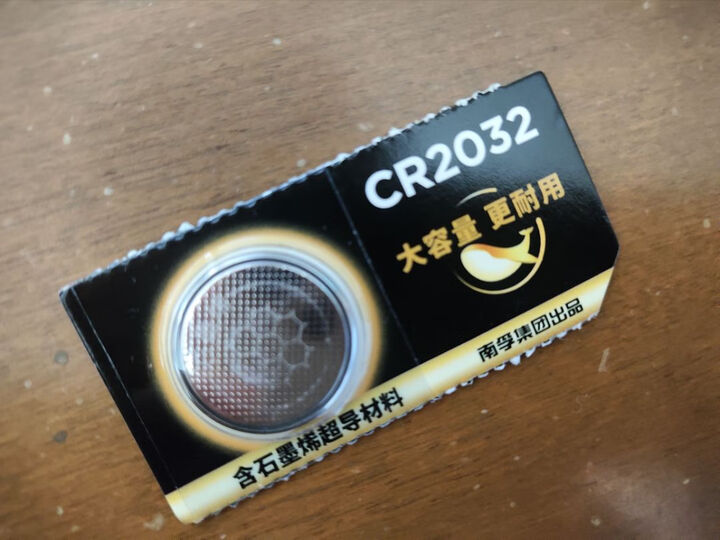 CR2032
大容量 更耐用
南孚集团出品
含石墨烯超导材料